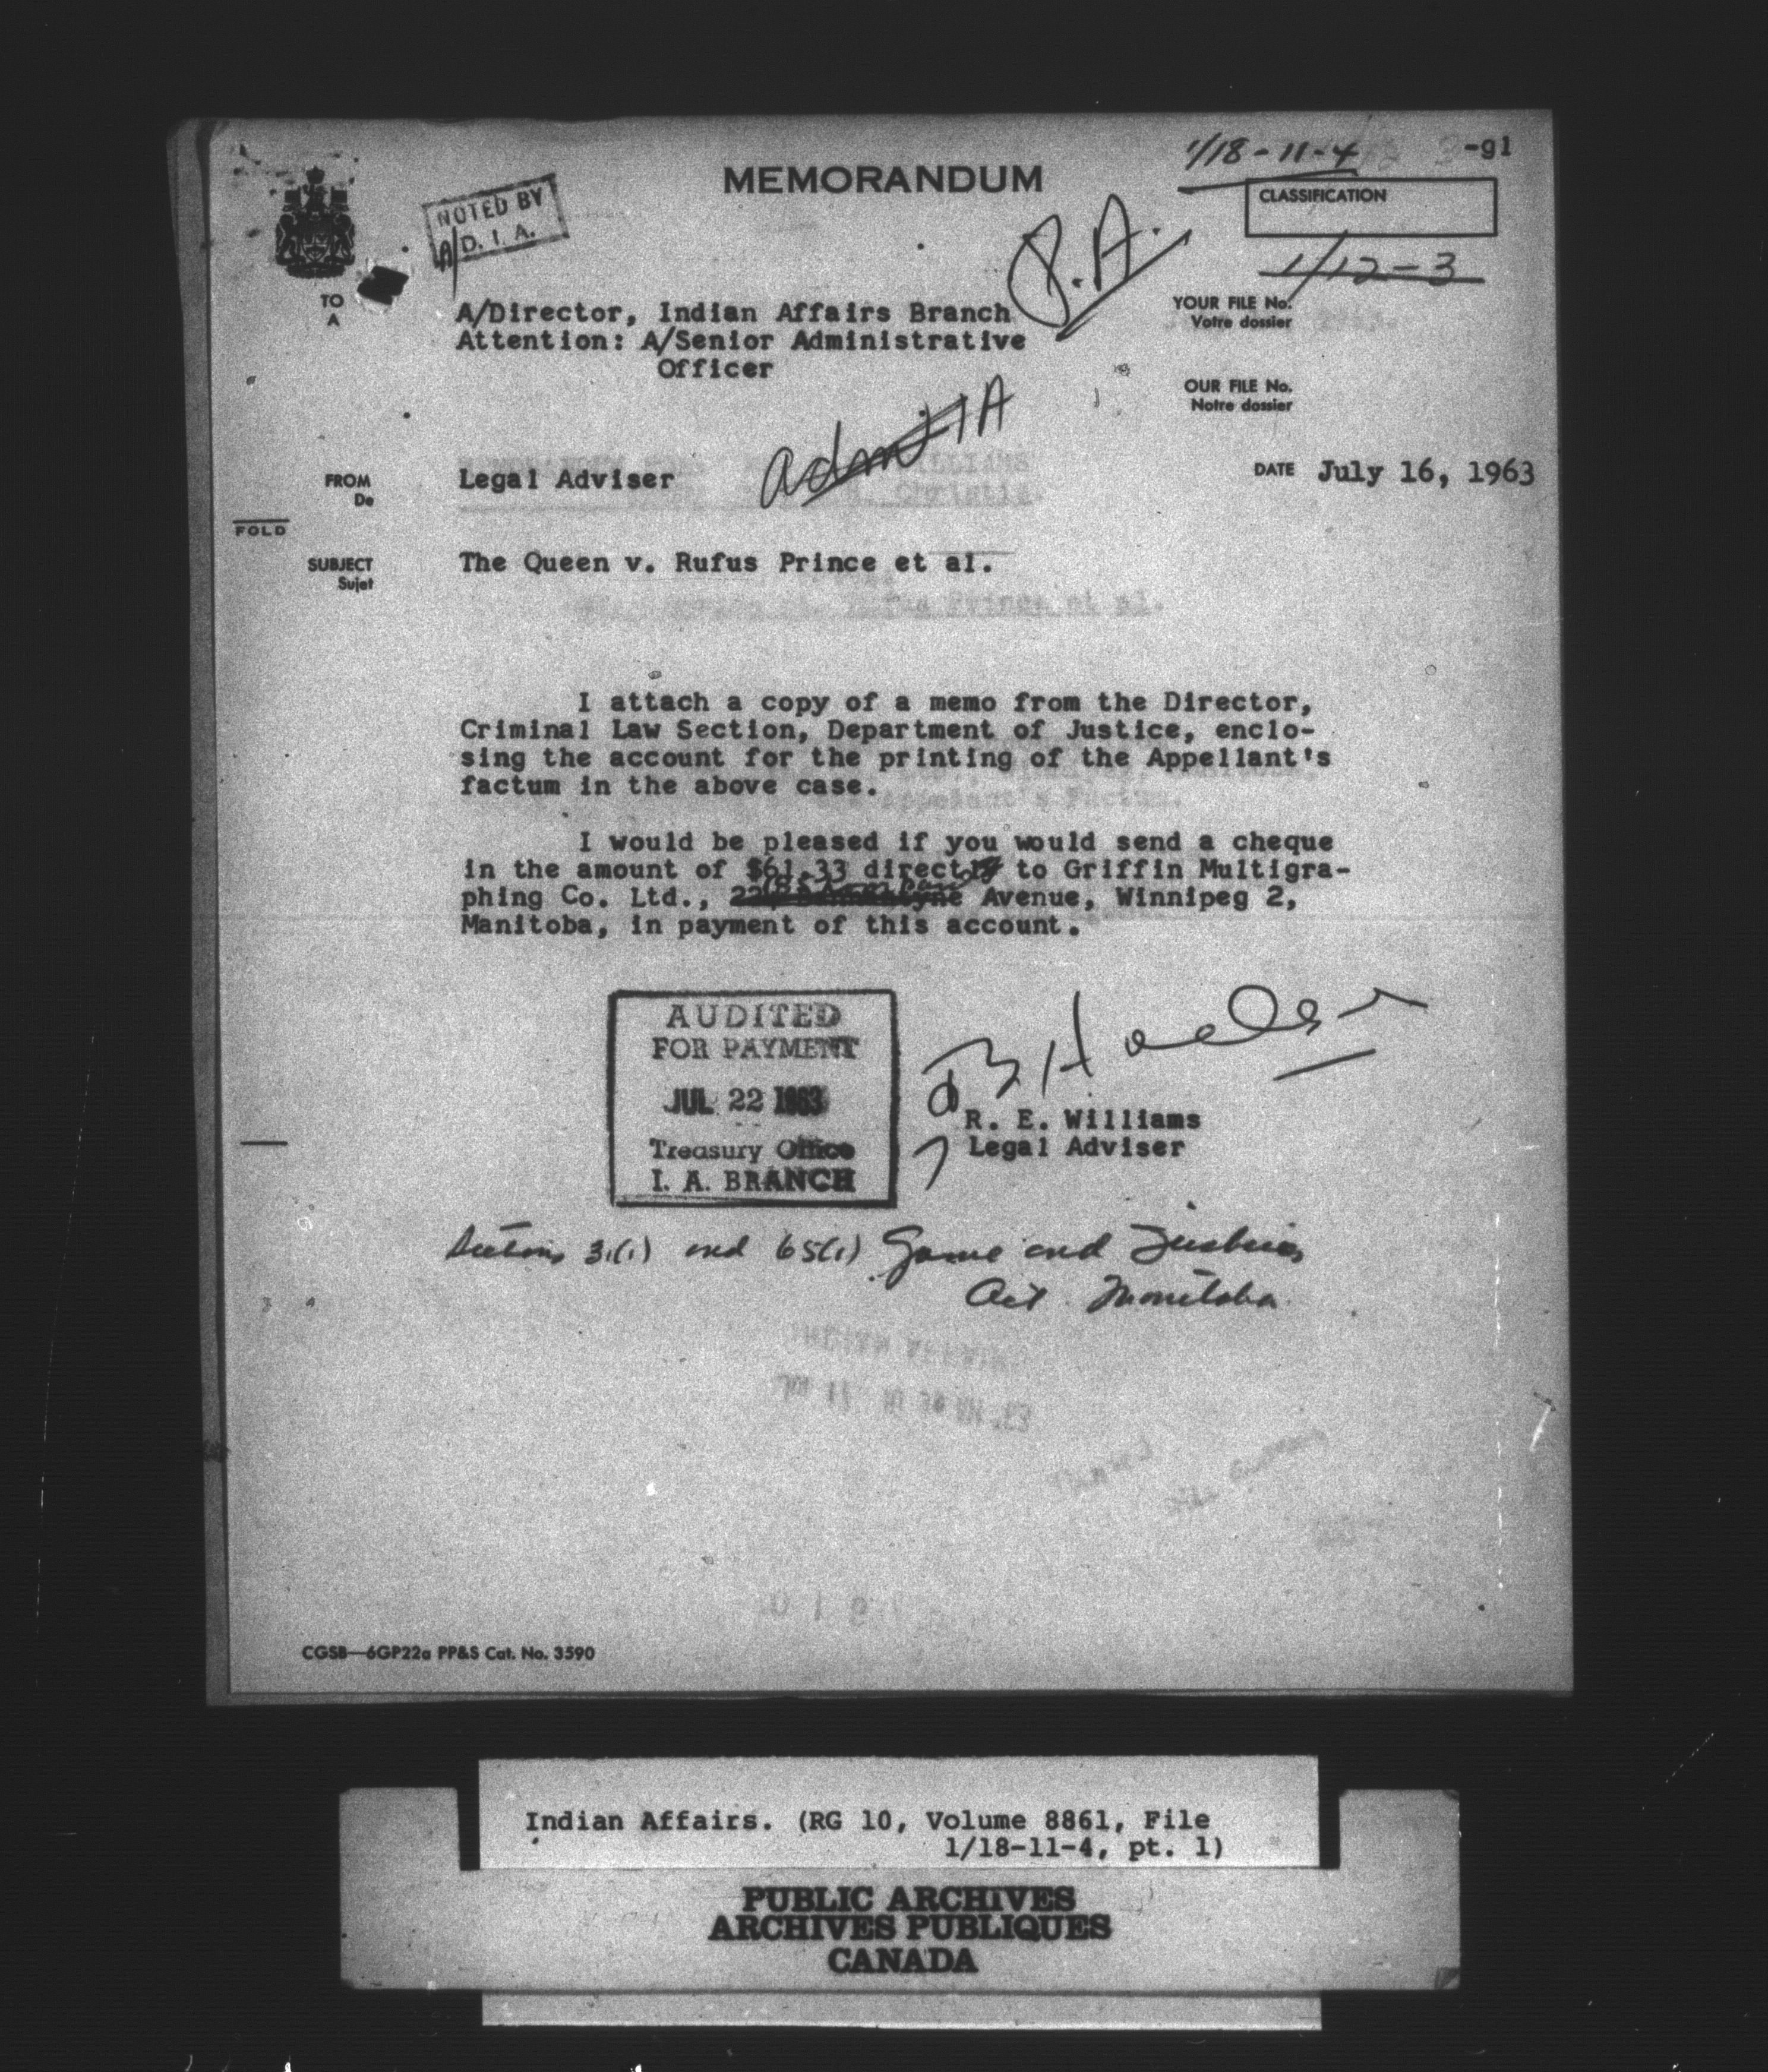 1/18-11-4
-gl
MEMORANDUM
CLASSIFICATION
NOTED BY
A/D. I. A.
P.A.
1/12-3
TO
A
A/Director, Indian Affairs Branch
Attention: A/Senior Administrative
Officer
YOUR FILE No.
Votre dossier
OUR FILE No.
Notre dossier
FROM
De
Legal Adviser
DATE July 16, 1963
FOLD
SUBJECT
Sujet
The Queen v. Rufus Prince et al.
I attach a copy of a memo from the Director,
Criminal Law Section, Department of Justice, enclo-
sing the account for the printing of the Appellant's
factum in the above case.
I would be pleased if you would send a cheque
in the amount of $61.33 directly to Griffin Multigra-
phing Co. Ltd., Avenue, Winnipeg 2,
Manitoba, in payment of this account.
AUDITED
FOR PAYMENT
JUL 22 1963
Treasury Office
I. A. BRANCH
R. E. Williams
Legal Adviser
Sections 31(1) and 65(1) Game and Fisheries
Act Manitoba
CGSB—6GP22a PP&S Cat. No. 3590
Indian Affairs. (RG 10, Volume 8861, File
1/18-11-4, pt. 1)
PUBLIC ARCHIVES
ARCHIVES PUBLIQUES
CANADA